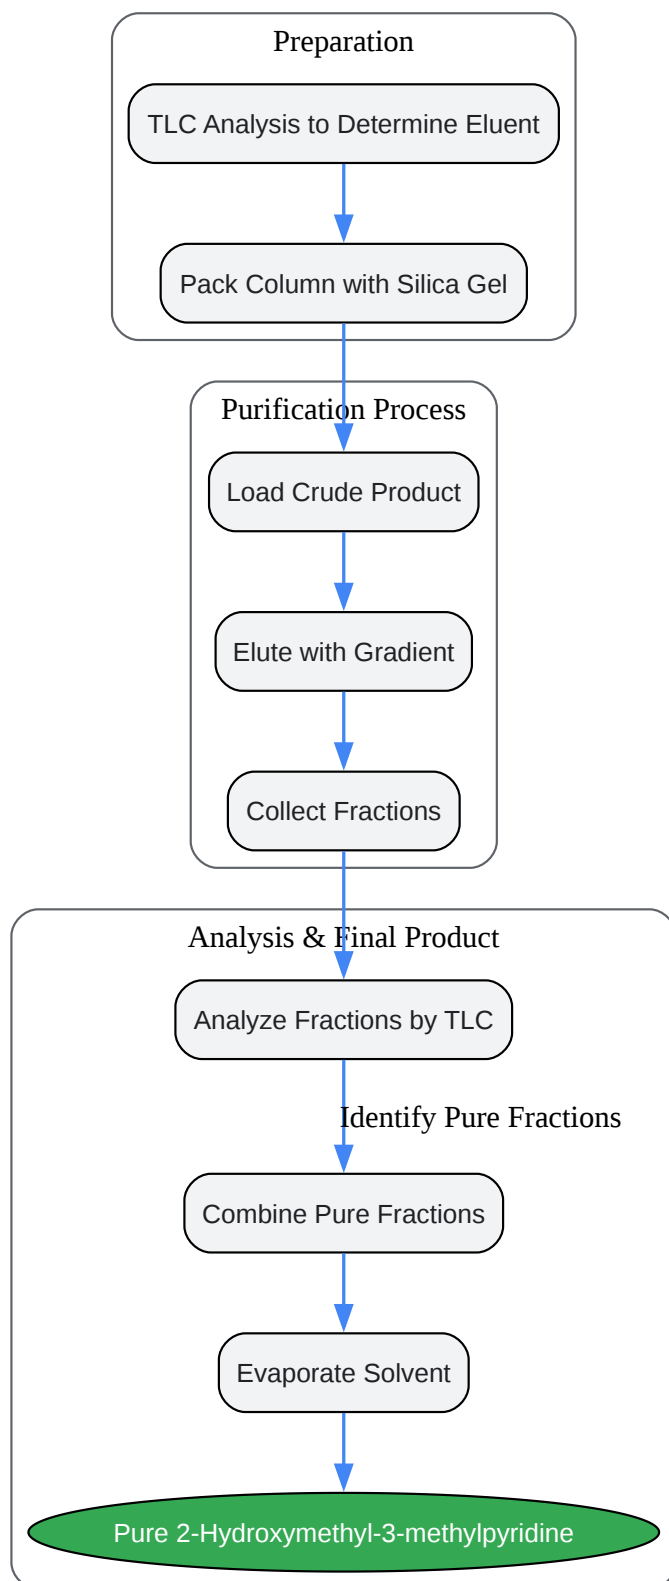 Preparation
TLC Analysis to Determine Eluent
Pack Column with Silica Gel
Purification Process
Load Crude Product
Elute with Gradient
Collect Fractions
Analysis & Final Product
Analyze Fractions by TLC
Identify Pure Fractions
Combine Pure Fractions
Evaporate Solvent
Pure 2-Hydroxymethyl-3-methylpyridine